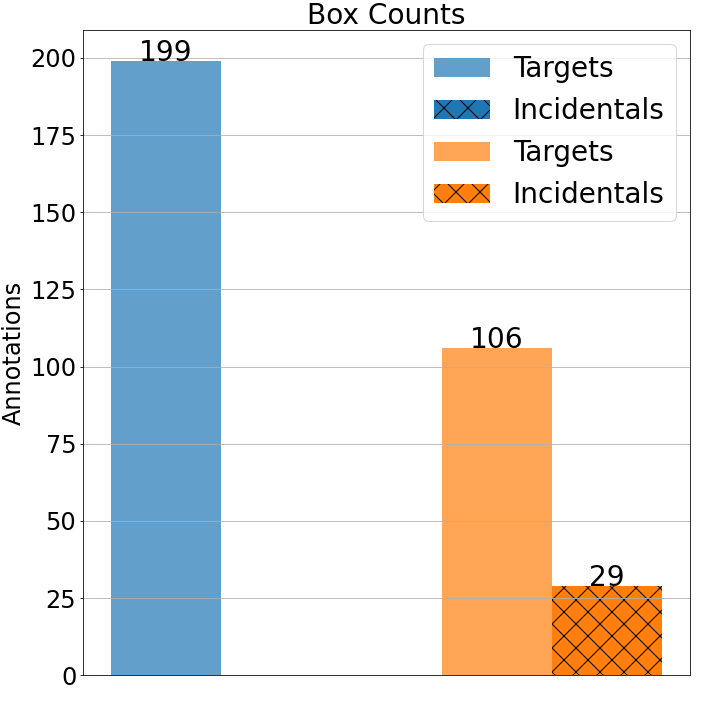 Box Counts
Annotations
200
175
150
125
100
75
50
25
0
199
106
29
Targets
Incidentals
Targets
Incidentals